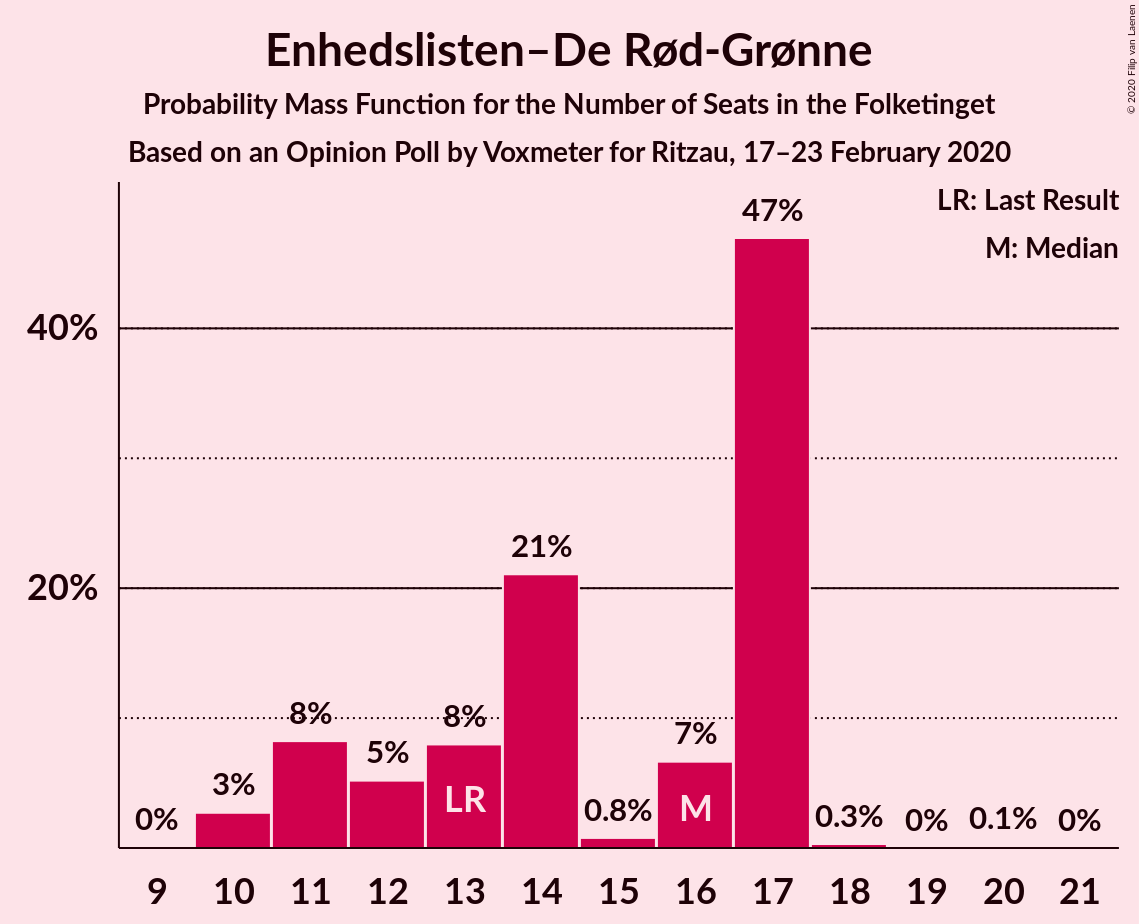 Enhedslisten–De Rød-Grønne
Probability Mass Function for the Number of Seats in the Folketinget
Based on an Opinion Poll by Voxmeter for Ritzau, 17–23 February 2020
© 2020 Filip van Laenen
LR: Last Result
M: Median
40%
20%
0%
3%
8%
5%
8%
21%
0.8%
7%
47%
0.3%
0%
0.1%
0%
LR
M
9 10 11 12 13 14 15 16 17 18 19 20 21